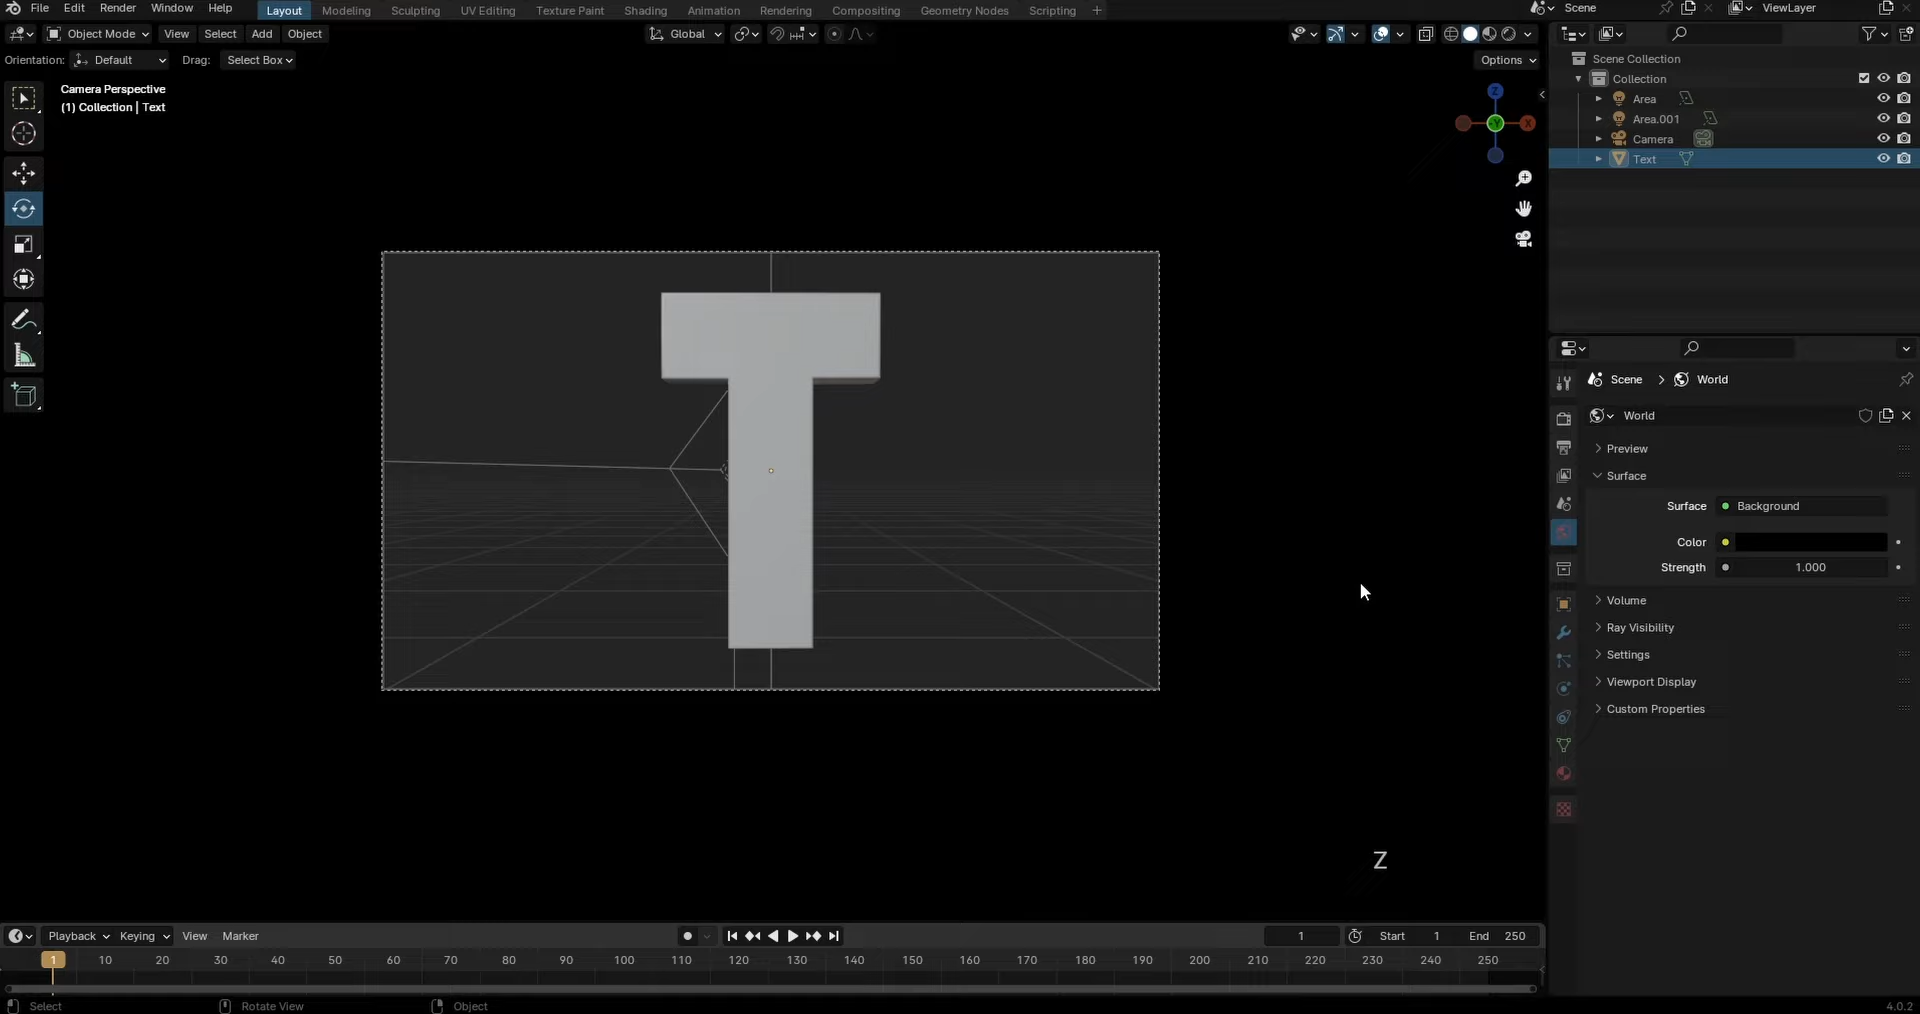 File Edit Render Window Help Layout Modeling Sculpting UV Editing Texture Paint Shading Animation Rendering Compositing Geometry Nodes Scripting + Scene ViewLayer
Object Mode View Select Add Object Global
Orientation: Default Drag: Select Box Options
Camera Perspective
(1) Collection | Text
Z
X
Scene Collection
Collection
Area
Area.001
Camera
Text
Scene > World
World
Preview
Surface
Surface Background
Color
Strength 1.000
Volume
Ray Visibility
Settings
Viewport Display
Custom Properties
T
Z
Playback Keying View Marker 1 Start 1 End 250
1 10 20 30 40 50 60 70 80 90 100 110 120 130 140 150 160 170 180 190 200 210 220 230 240 250
Select Rotate View Object 4.0.2